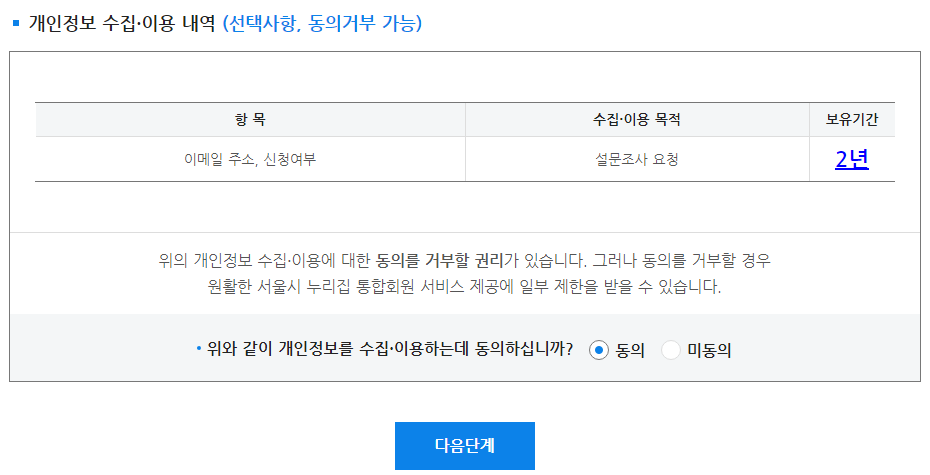 개인정보 수집·이용 내역 (선택사항, 동의거부 가능)
항 목 수집·이용 목적 보유기간
이메일 주소, 신청여부 설문조사 요청 2년
위의 개인정보 수집·이용에 대한 동의를 거부할 권리가 있습니다. 그러나 동의를 거부할 경우
원활한 서울시 누리집 통합회원 서비스 제공에 일부 제한을 받을 수 있습니다.
• 위와 같이 개인정보를 수집·이용하는데 동의하십니까? 동의 미동의
다음단계